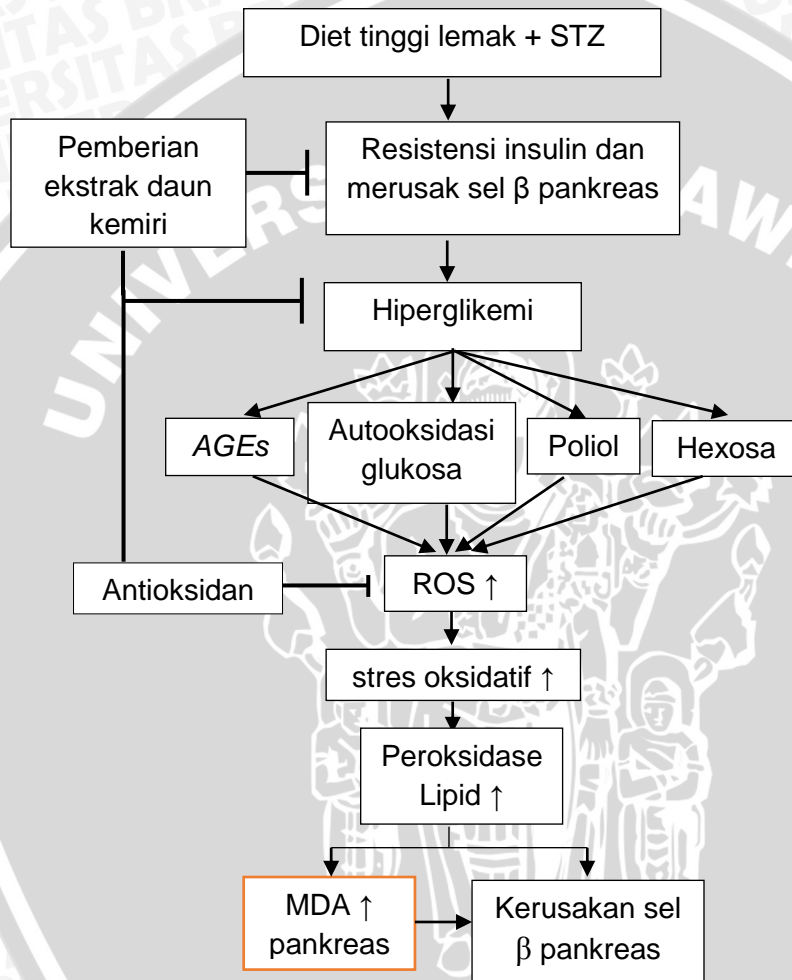 Diet tinggi lemak + STZ
Pemberian
ekstrak daun
kemiri
Resistensi insulin dan
merusak sel β pankreas
Hiperglikemi
AGEs
Autooksidasi
glukosa
Poliol
Hexosa
Antioksidan
ROS ↑
stres oksidatif ↑
Peroksidase
Lipid ↑
MDA ↑
pankreas
Kerusakan sel
β pankreas